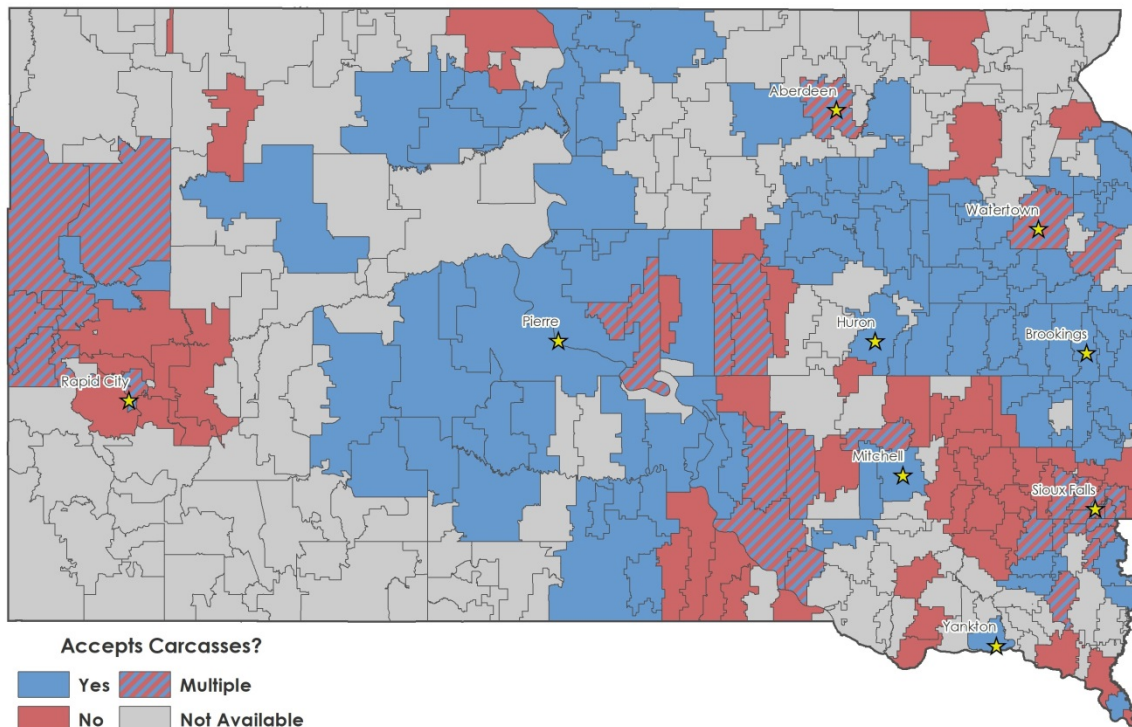 Aberdeen
Watertown
Pierre
Huron
Brookings
Rapid City
Mitchell
Sioux Falls
Yankton
Accepts Carcasses?
Yes
Multiple
No
Not Available